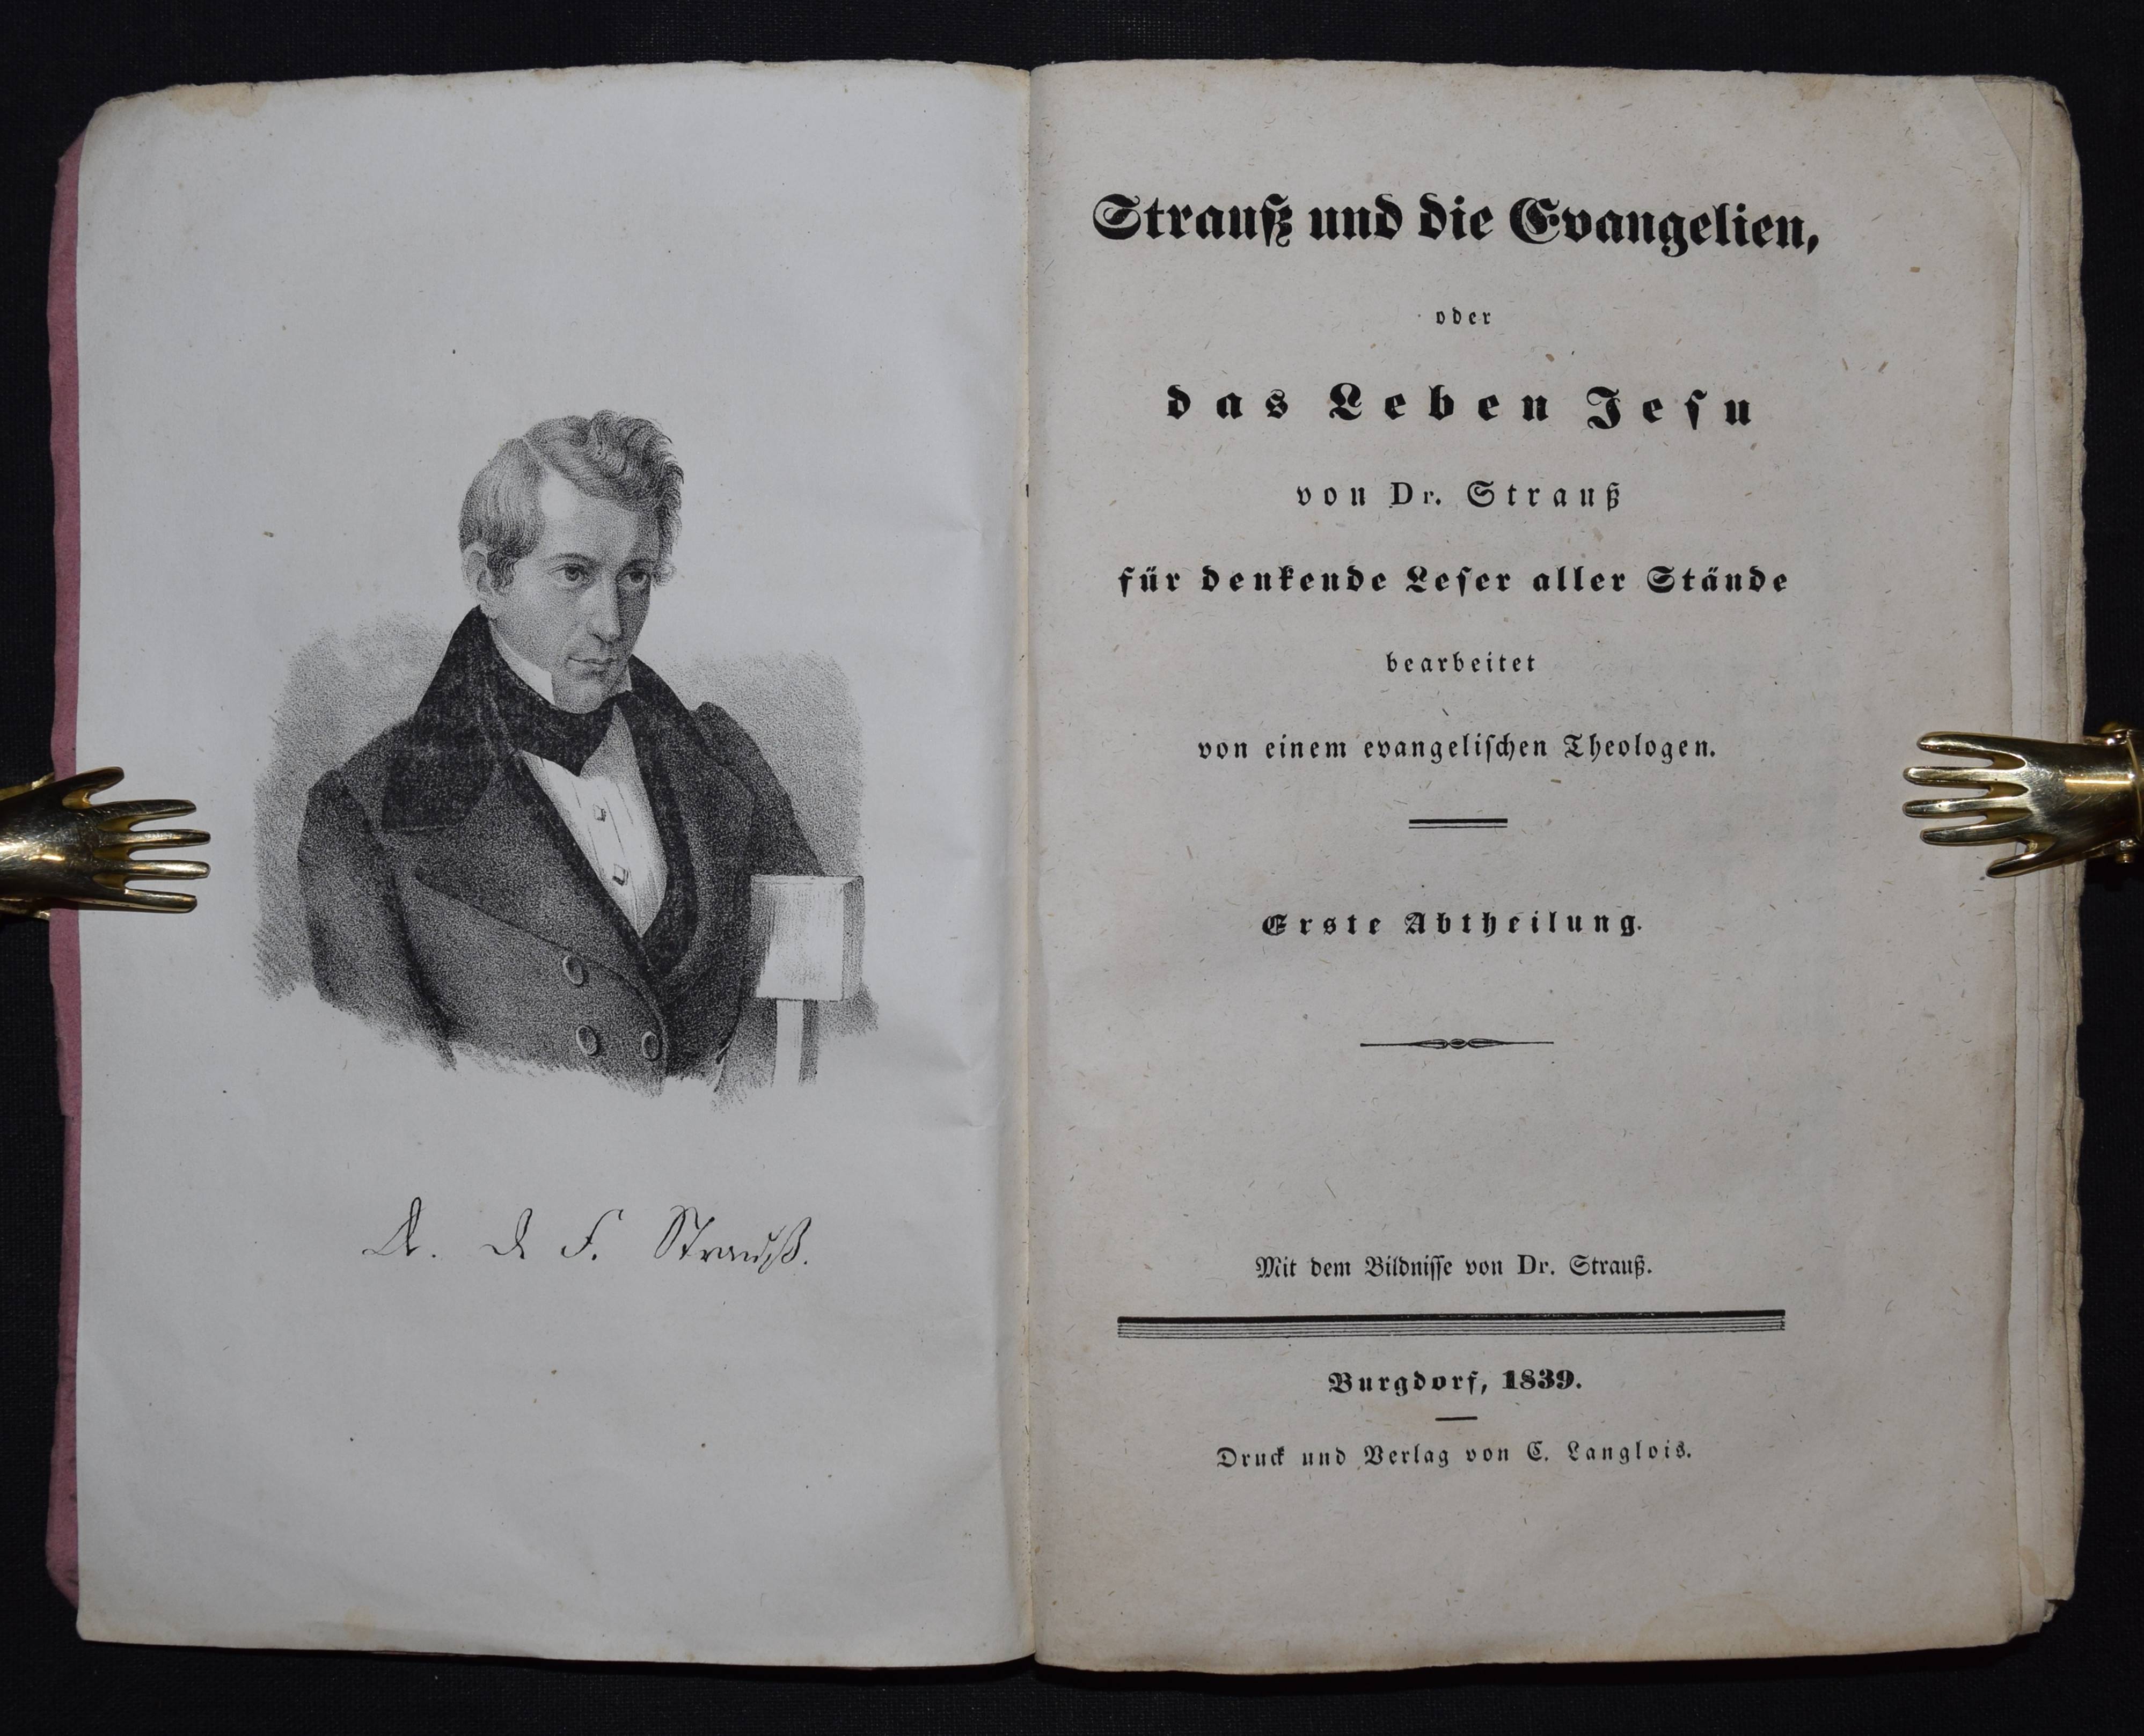 D. D F. Strauß.
Strauß und die Evangelien,
oder
das Leben Jesu
von Dr. Strauß
für denkende Leser aller Stände
bearbeitet
von einem evangelischen Theologen.
Erste Abtheilung.
Mit dem Bildnisse von Dr. Strauß.
Burgdorf, 1839.
Druck und Verlag von C. Langlois.